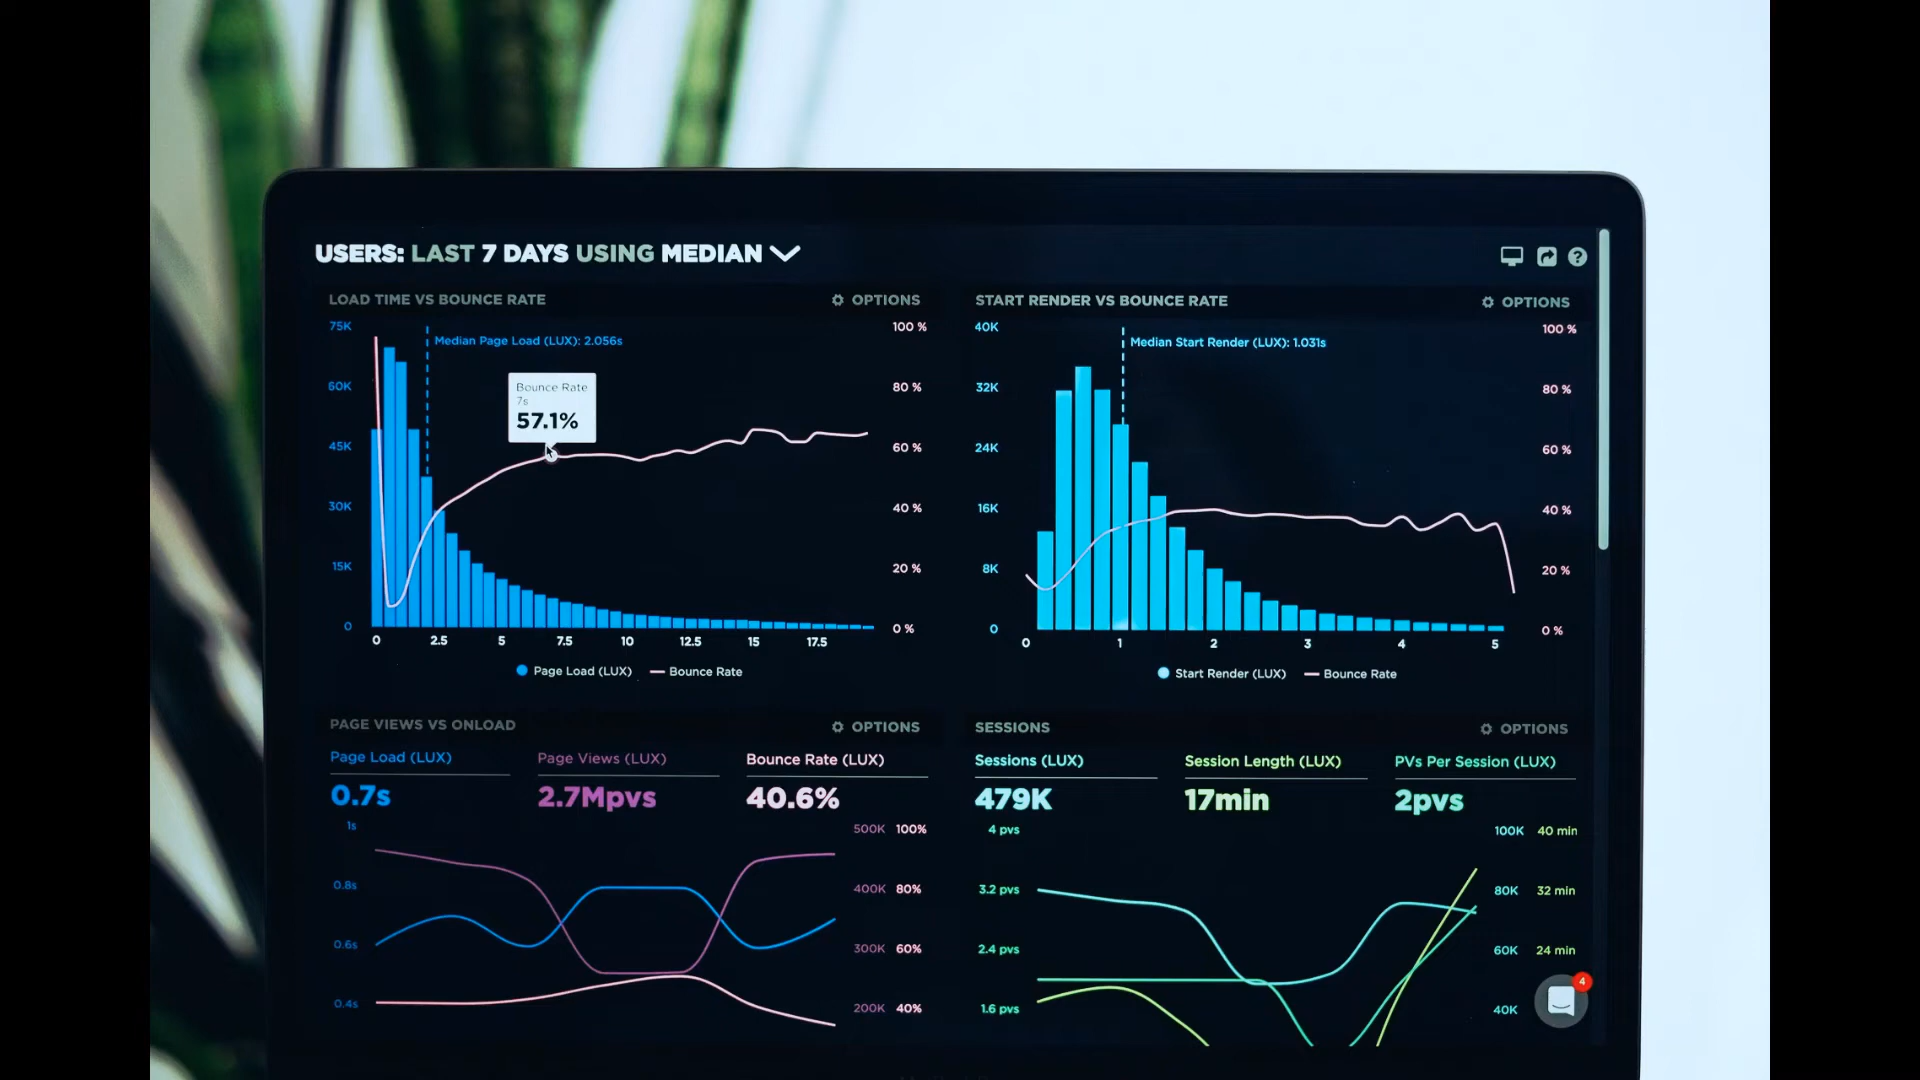 USERS: LAST 7 DAYS USING MEDIAN
LOAD TIME VS BOUNCE RATE
OPTIONS
75K
60K
45K
30K
15K
0
Median Page Load (LUX): 2.056s
Bounce Rate
7s
57.1%
100 %
80 %
60 %
40 %
20 %
0 %
0 2.5 5 7.5 10 12.5 15 17.5
Page Load (LUX) Bounce Rate
START RENDER VS BOUNCE RATE
OPTIONS
40K
32K
24K
16K
8K
0
Median Start Render (LUX): 1.031s
100 %
80 %
60 %
40 %
20 %
0 %
0 1 2 3 4 5
Start Render (LUX) Bounce Rate
PAGE VIEWS VS ONLOAD
OPTIONS
Page Load (LUX) Page Views (LUX) Bounce Rate (LUX)
0.7s 2.7Mpvs 40.6%
1s
0.8s
0.6s
0.4s
500K 100%
400K 80%
300K 60%
200K 40%
SESSIONS
OPTIONS
Sessions (LUX) Session Length (LUX) PVs Per Session (LUX)
479K 17min 2pvs
4 pvs
3.2 pvs
2.4 pvs
1.6 pvs
100K 40 min
80K 32 min
60K 24 min
40K
4